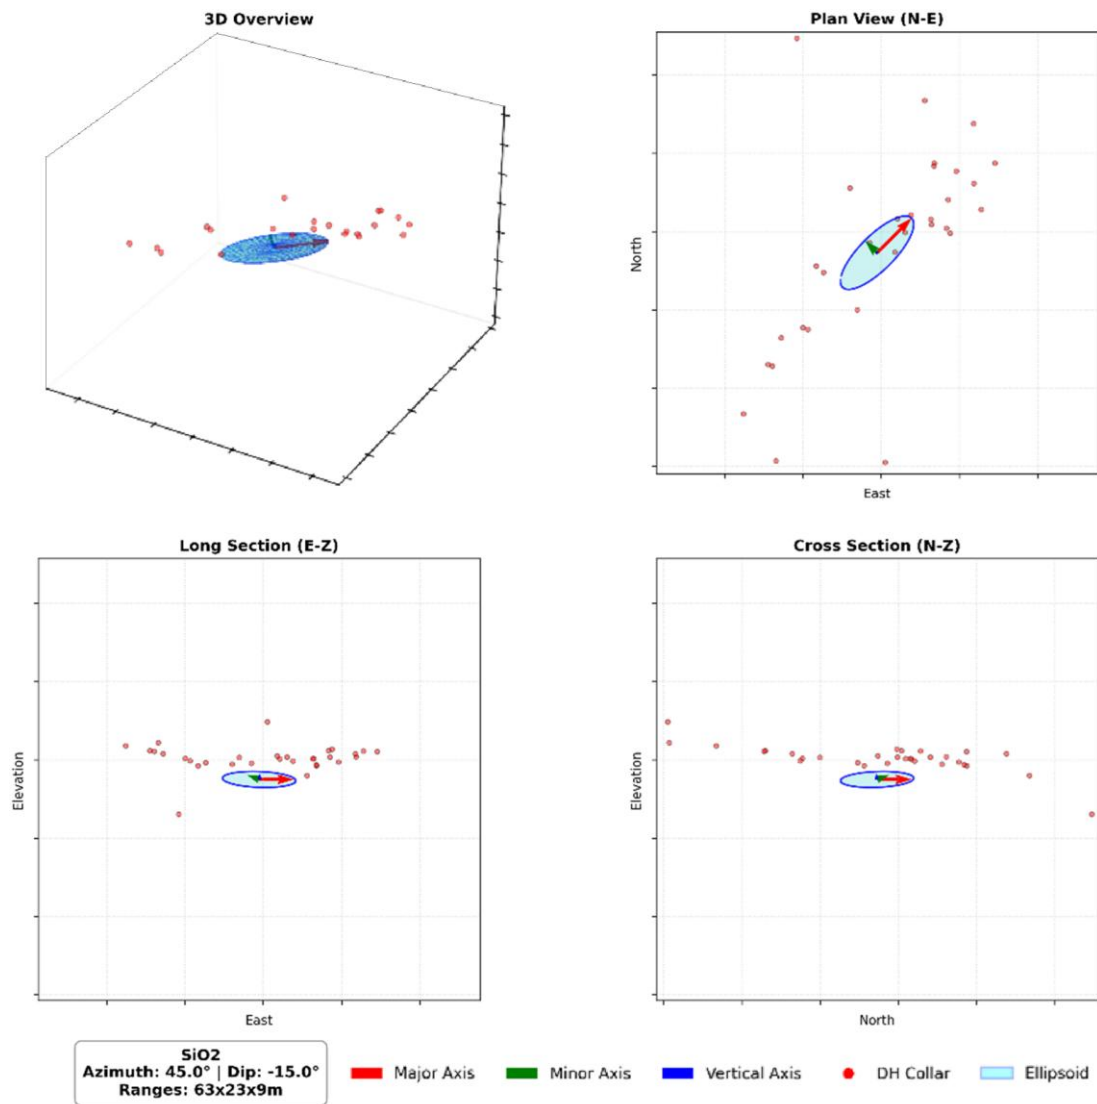 3D Overview
Plan View (N-E)
North
East
Long Section (E-Z)
Cross Section (N-Z)
Elevation
Elevation
East
North
SiO2
Azimuth: 45.0° | Dip: -15.0°
Ranges: 63x23x9m
Major Axis
Minor Axis
Vertical Axis
DH Collar
Ellipsoid